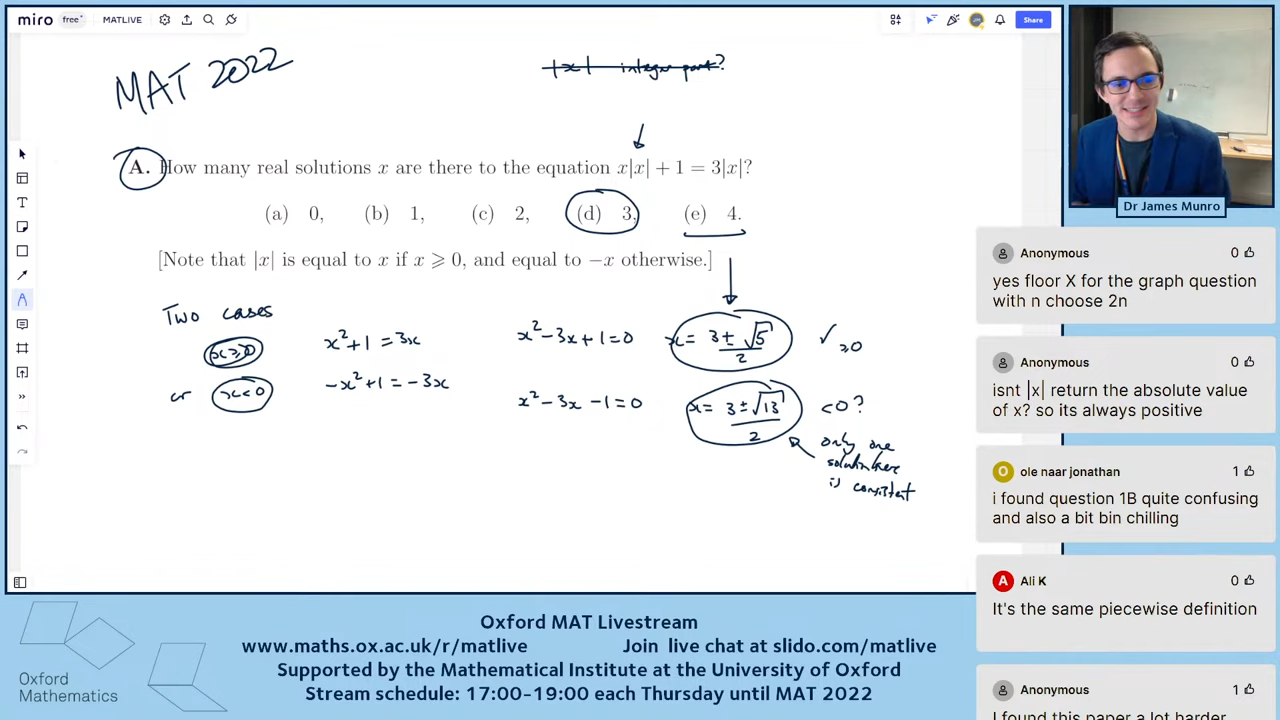 miro free MATLIVE
Share
MAT 2022
|x| integer part?
A. How many real solutions x are there to the equation x|x| + 1 = 3|x|?
(a) 0, (b) 1, (c) 2, (d) 3, (e) 4.
[Note that |x| is equal to x if x ⩾ 0, and equal to −x otherwise.]
Two cases
x≥0 x²+1 = 3x x²-3x+1=0 x= 3±√5/2 ✓ ≥0
or x<0 -x²+1 = -3x x²-3x-1=0 x= 3±√13/2 <0?
only one
solution here
is consistent
Dr James Munro
Anonymous 0
yes floor X for the graph question
with n choose 2n
Anonymous 0
isnt |x| return the absolute value
of x? so its always positive
O ole naar jonathan 1
i found question 1B quite confusing
and also a bit bin chilling
A Ali K 0
It's the same piecewise definition
Anonymous 1
I found this paper a lot harder
Oxford
Mathematics
Oxford MAT Livestream
www.maths.ox.ac.uk/r/matlive Join live chat at slido.com/matlive
Supported by the Mathematical Institute at the University of Oxford
Stream schedule: 17:00-19:00 each Thursday until MAT 2022